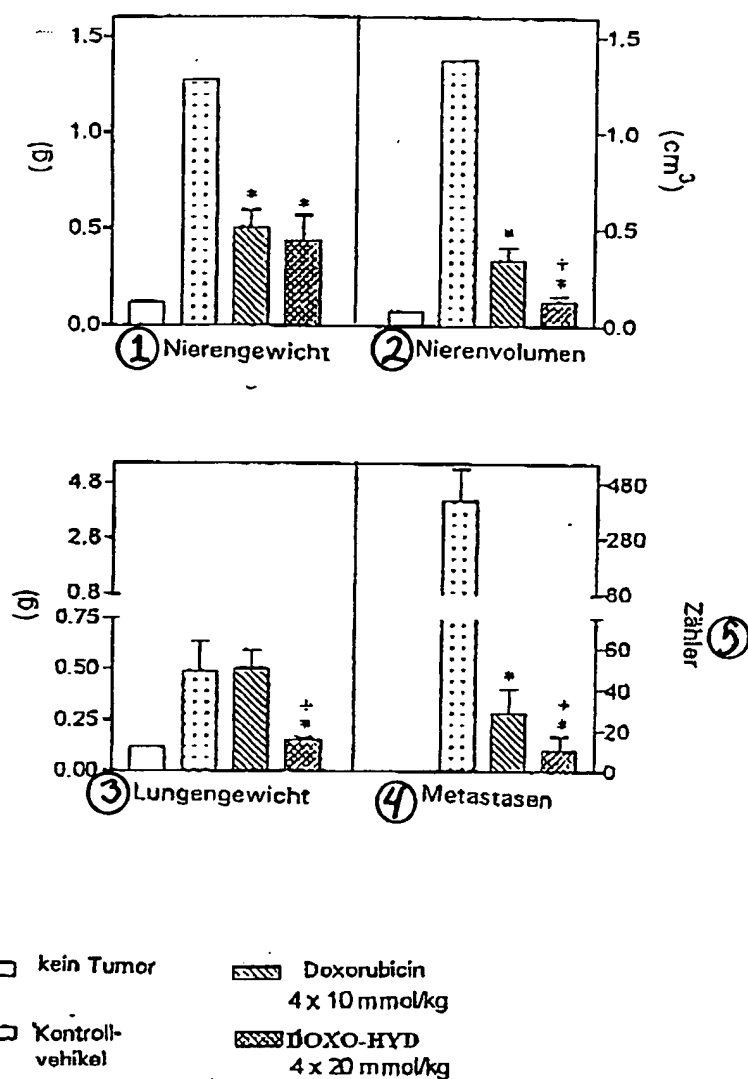 1.5 1.5
1.0 1.0
(g) (cm³)
0.5 0.5
* * * ÷ *
0.0 0.0
① Nierengewicht ② Nierenvolumen
4.8 480
2.8 280
0.8 80
(g) Zähler ⑤
0.75
0.50 60
40
0.25 20
÷ * * + *
0.00 0
③ Lungengewicht ④ Metastasen
kein Tumor Doxorubicin
4 x 10 mmol/kg
Kontroll- DOXO-HYD
vehikel 4 x 20 mmol/kg